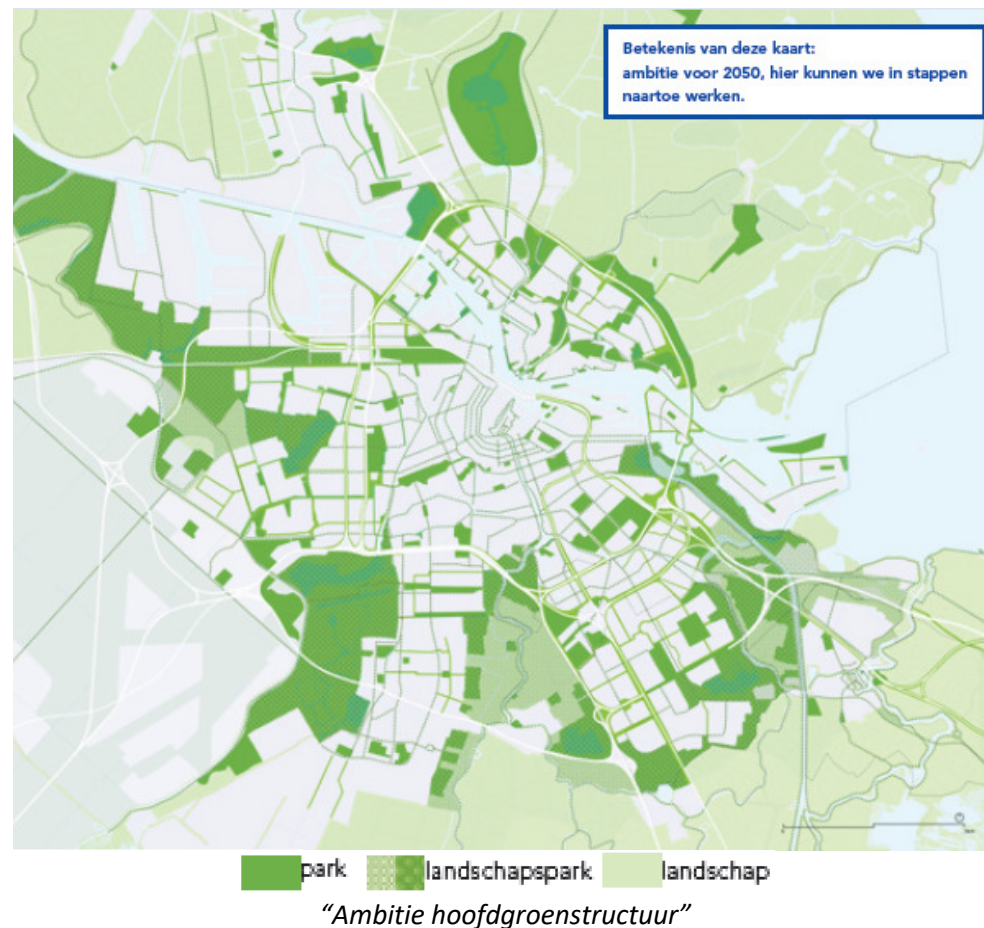 Betekenis van deze kaart:
ambitie voor 2050, hier kunnen we in stappen
naartoe werken.
park landschapspark landschap
“Ambitie hoofdgroenstructuur”